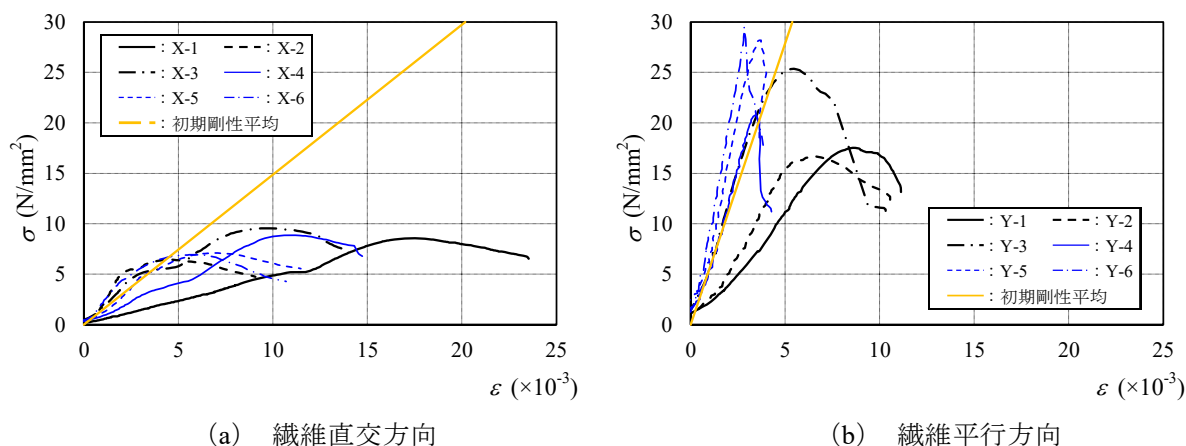 30
25
20
15
10
5
0
σ (N/mm²)
: X-1 : X-2
: X-3 : X-4
: X-5 : X-6
: 初期剛性平均
0 5 10 15 20 25
ε (×10⁻³)
(a) 繊維直交方向
30
25
20
15
10
5
0
σ (N/mm²)
: Y-1 : Y-2
: Y-3 : Y-4
: Y-5 : Y-6
: 初期剛性平均
0 5 10 15 20 25
ε (×10⁻³)
(b) 繊維平行方向